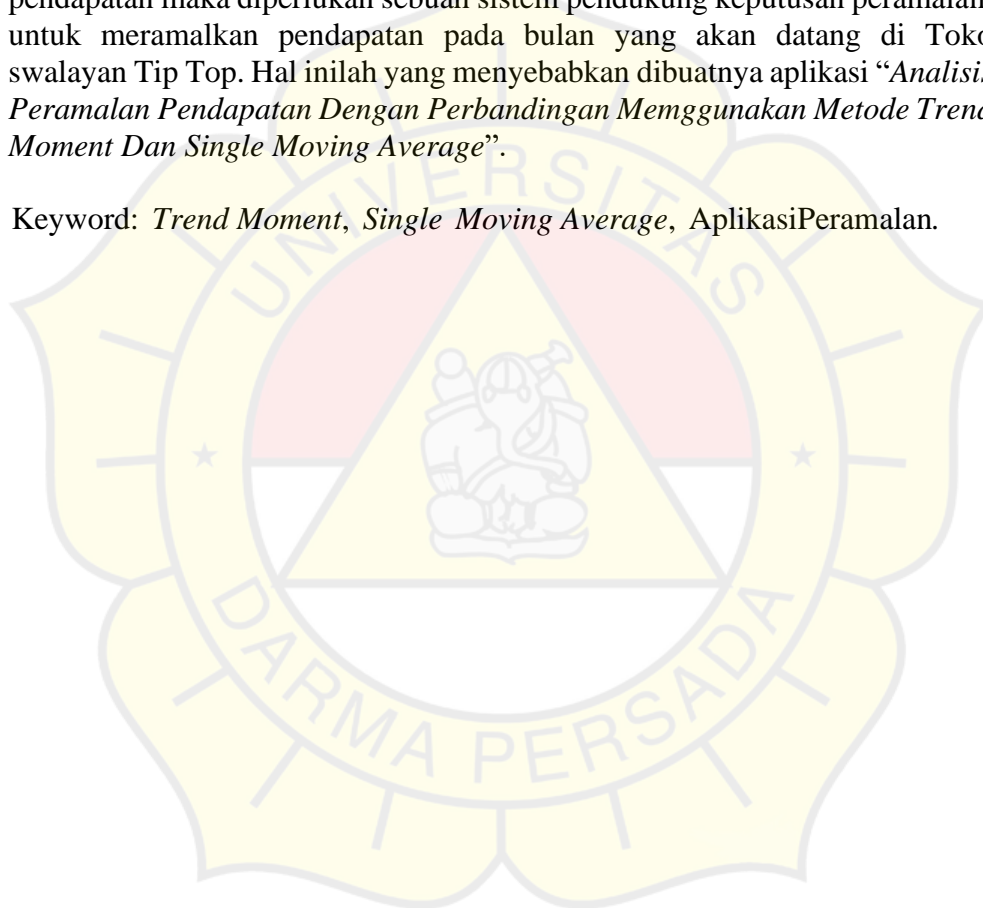 pendapatan maka diperlukan sebuah sistem pendukung keputusan peramalan
untuk meramalkan pendapatan pada bulan yang akan datang di Toko
swalayan Tip Top. Hal inilah yang menyebabkan dibuatnya aplikasi “Analisis
Peramalan Pendapatan Dengan Perbandingan Memggunakan Metode Trend
Moment Dan Single Moving Average”.
Keyword: Trend Moment, Single Moving Average, AplikasiPeramalan.
UNIVERSITAS
DARMA PERSADA